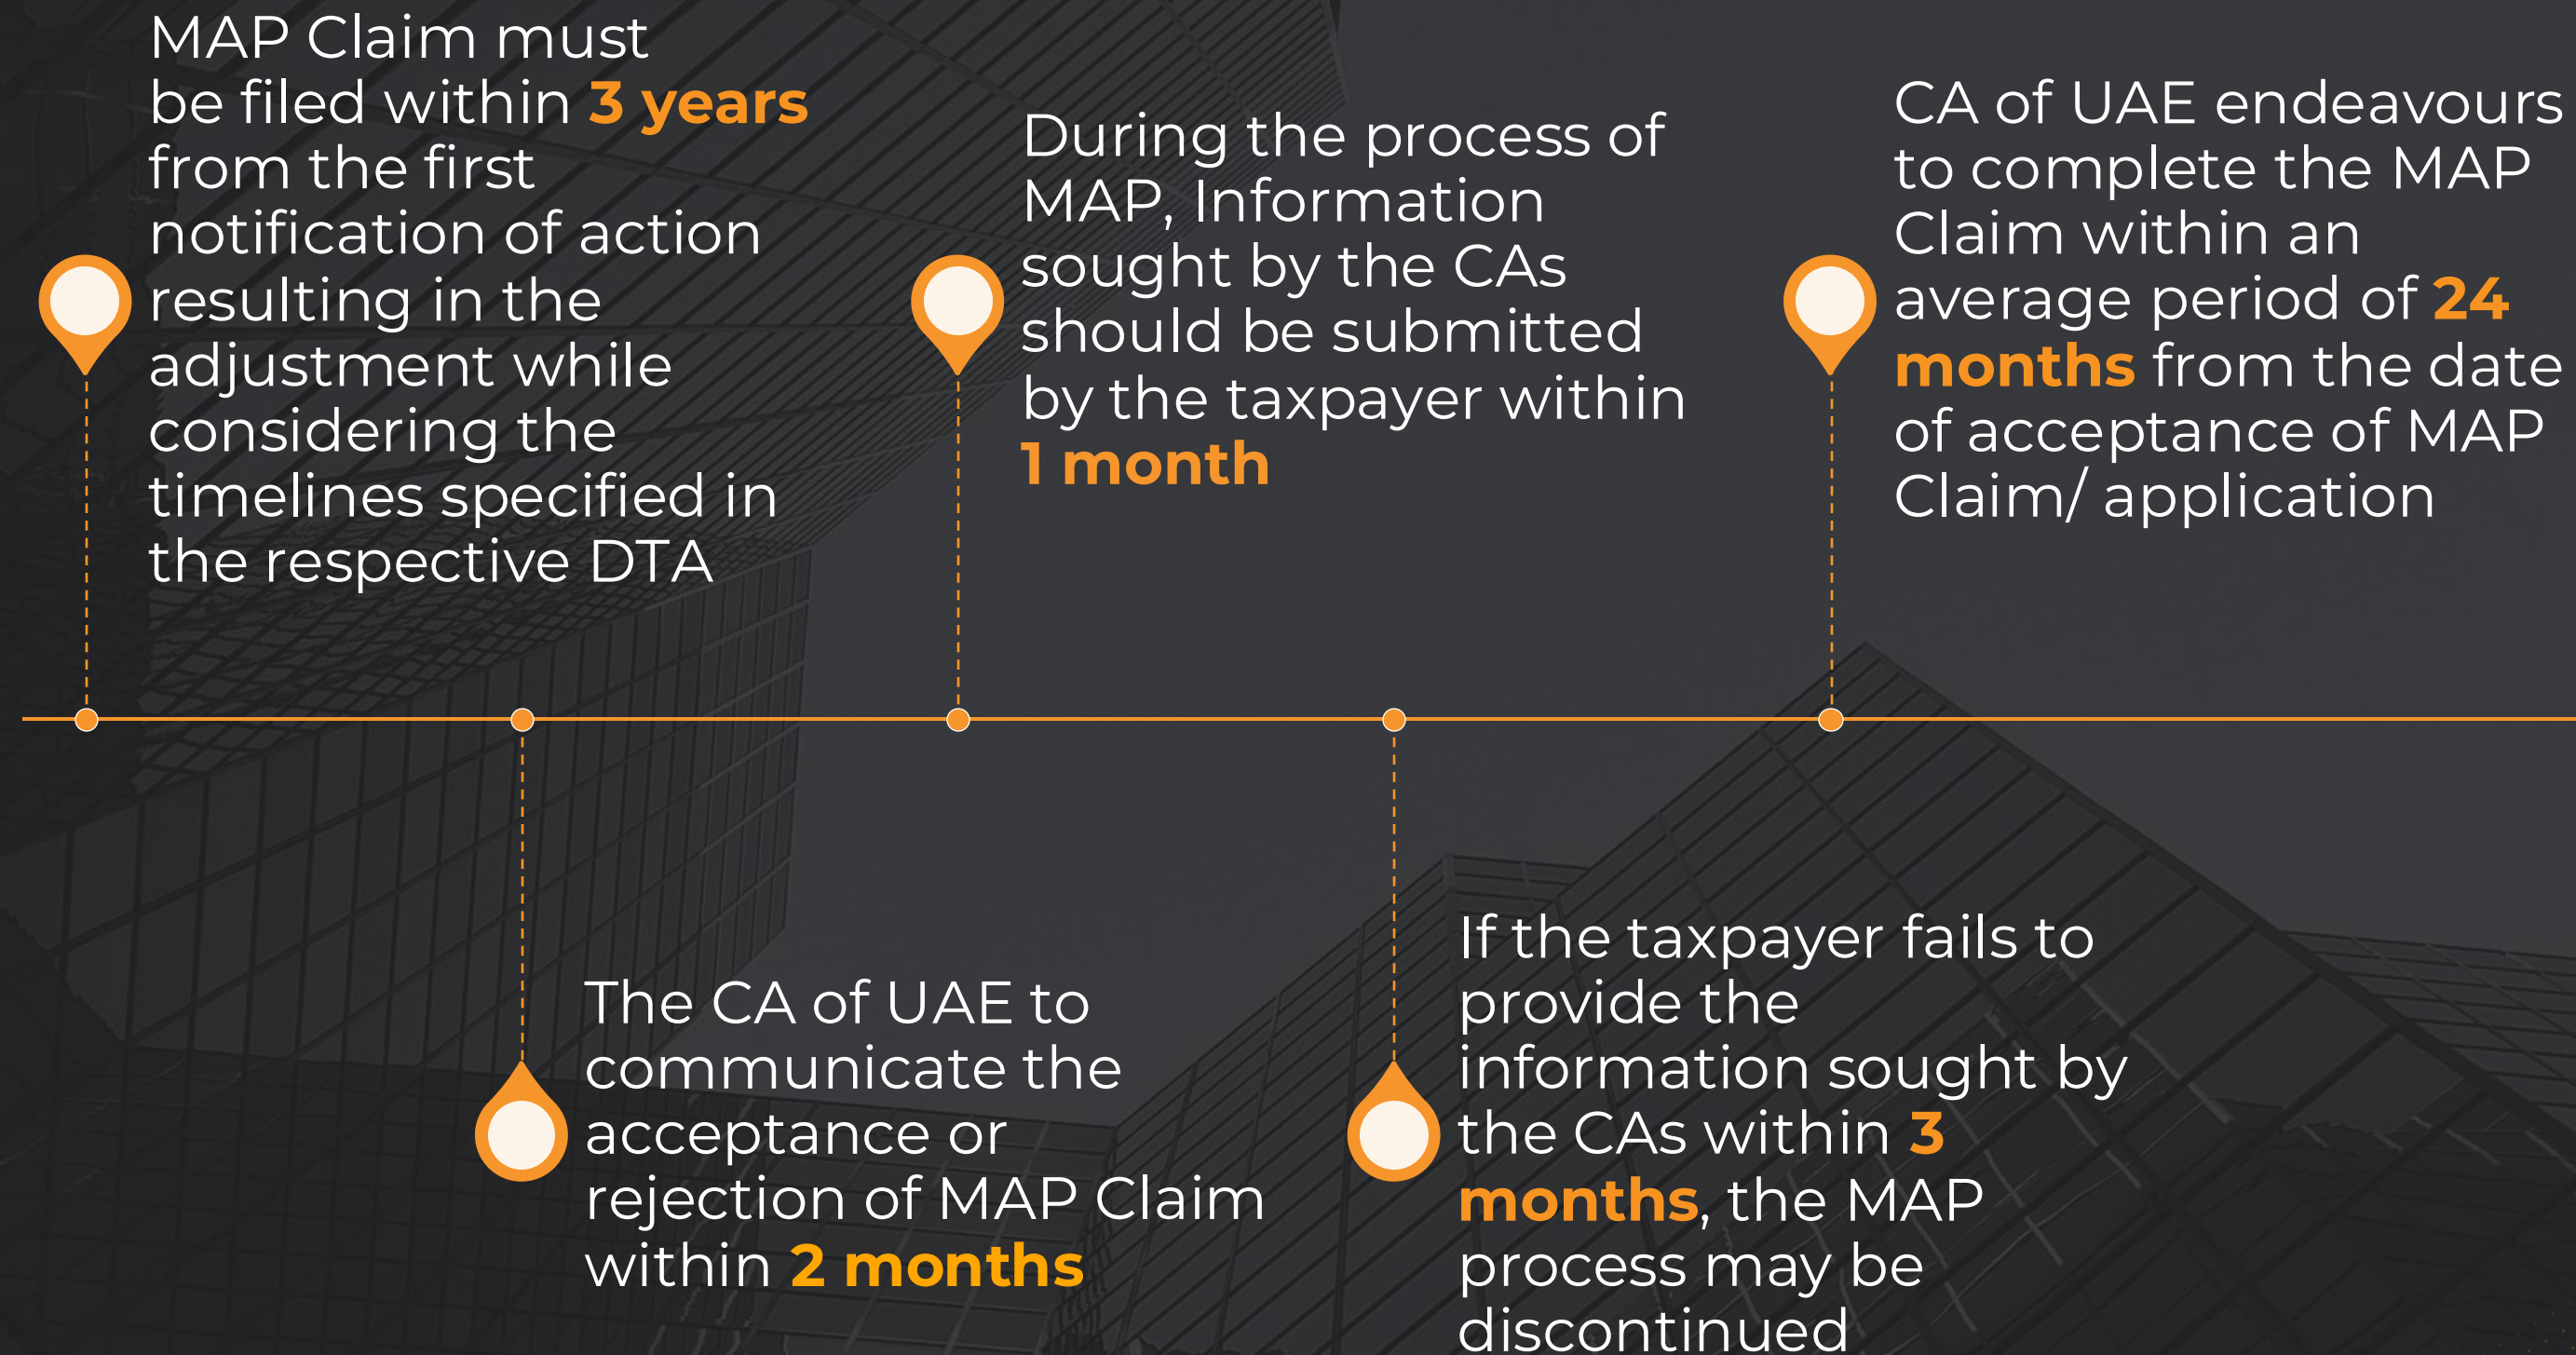 MAP Claim must
be filed within 3 years
from the first
notification of action
resulting in the
adjustment while
considering the
timelines specified in
the respective DTA
The CA of UAE to
communicate the
acceptance or
rejection of MAP Claim
within 2 months
During the process of
MAP, Information
sought by the CAs
should be submitted
by the taxpayer within
1 month
If the taxpayer fails to
provide the
information sought by
the CAs within 3
months, the MAP
process may be
discontinued
CA of UAE endeavours
to complete the MAP
Claim within an
average period of 24
months from the date
of acceptance of MAP
Claim/ application